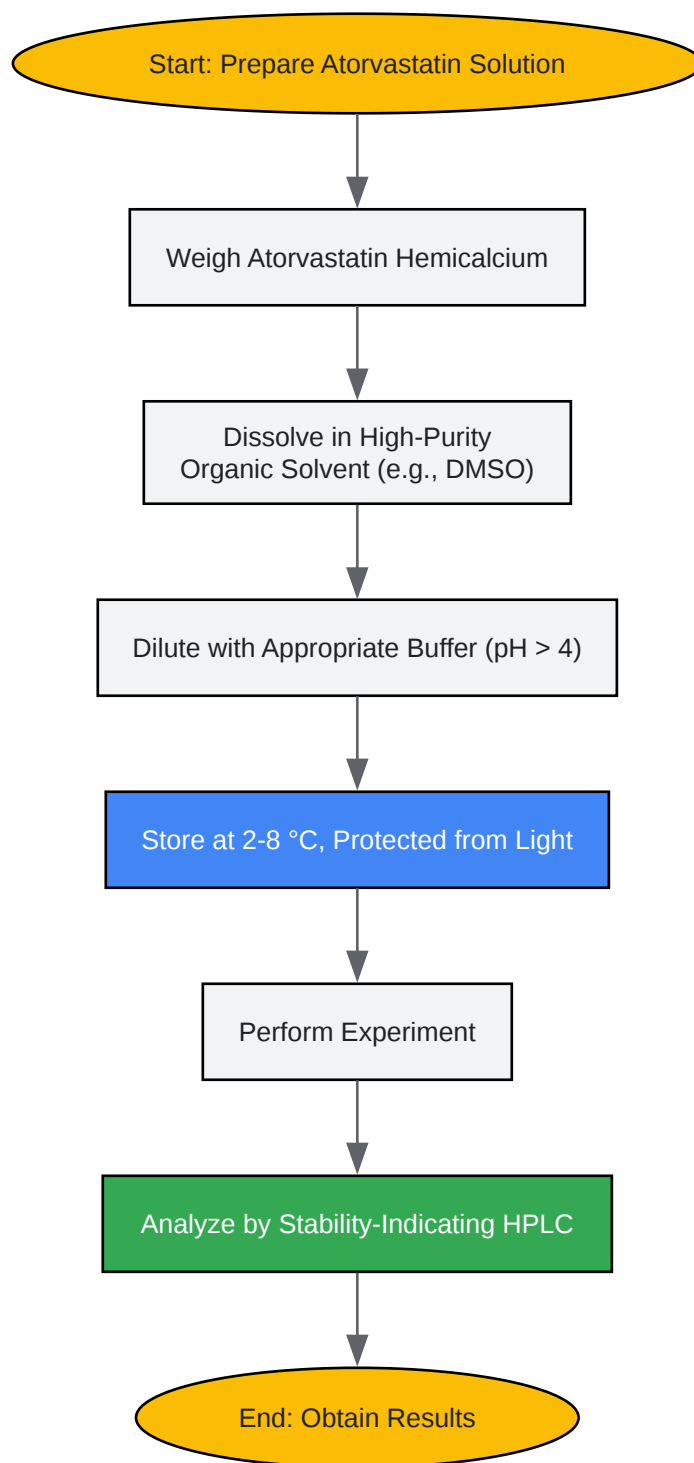 Start: Prepare Atorvastatin Solution
Weigh Atorvastatin Hemicalcium
Dissolve in High-Purity
Organic Solvent (e.g., DMSO)
Dilute with Appropriate Buffer (pH > 4)
Store at 2-8 °C, Protected from Light
Perform Experiment
Analyze by Stability-Indicating HPLC
End: Obtain Results